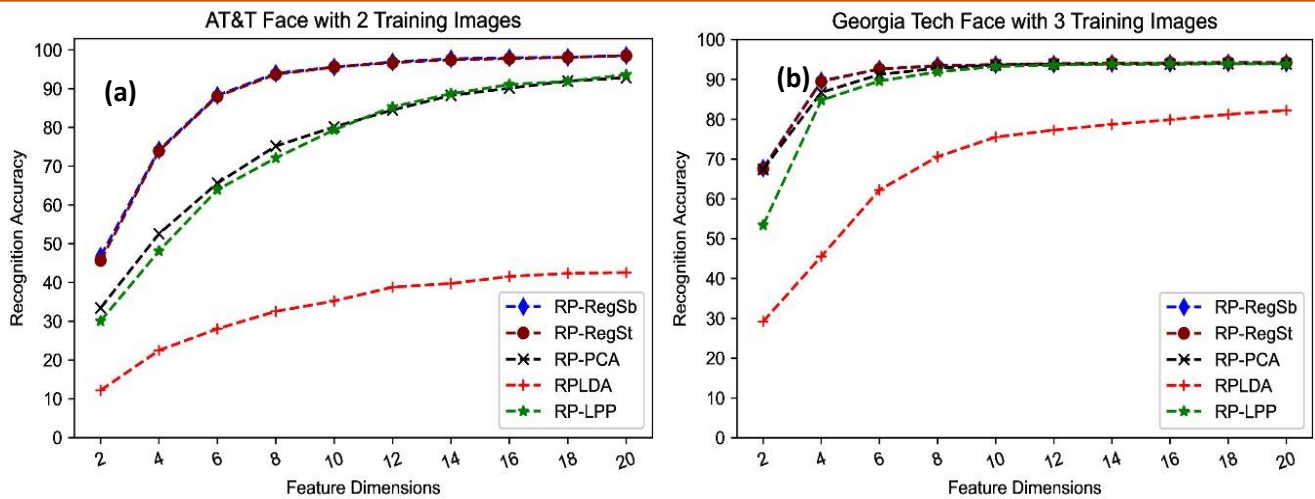 AT&T Face with 2 Training Images
(a)
Recognition Accuracy
100
90
80
70
60
50
40
30
20
10
0
RP-RegSb
RP-RegSt
RP-PCA
RPLDA
RP-LPP
2 4 6 8 10 12 14 16 18 20
Feature Dimensions
Georgia Tech Face with 3 Training Images
(b)
Recognition Accuracy
100
90
80
70
60
50
40
30
20
10
0
RP-RegSb
RP-RegSt
RP-PCA
RPLDA
RP-LPP
2 4 6 8 10 12 14 16 18 20
Feature Dimensions